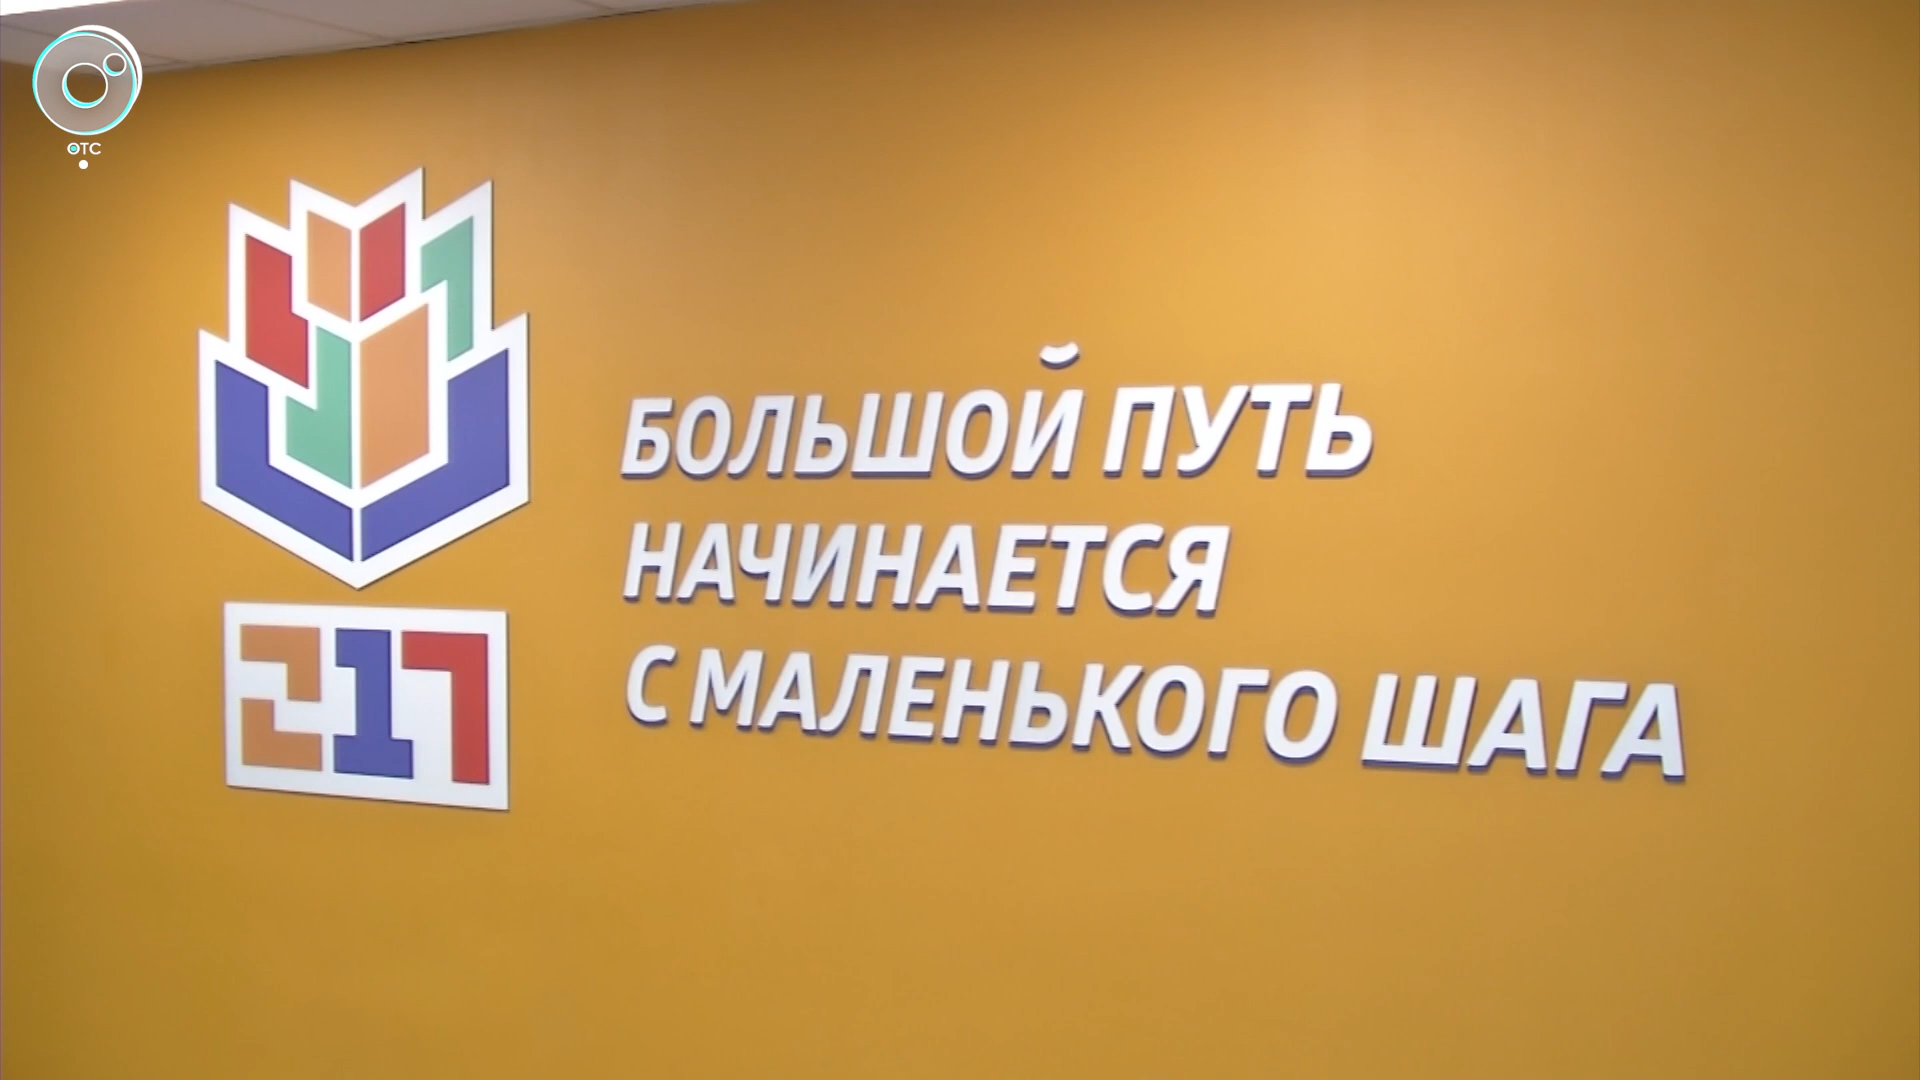 ОТС
БОЛЬШОЙ ПУТЬ
НАЧИНАЕТСЯ
С МАЛЕНЬКОГО ШАГА
217